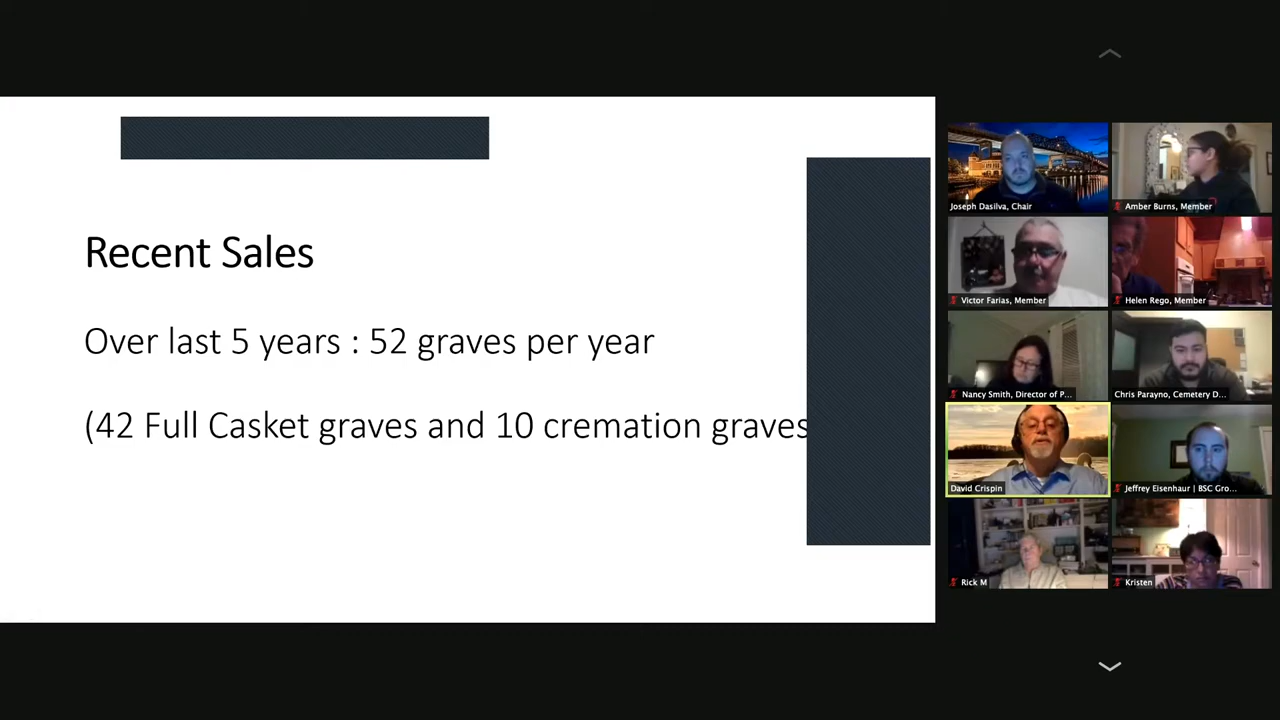 Recent Sales
Over last 5 years : 52 graves per year
(42 Full Casket graves and 10 cremation graves
Joseph Dasilva, Chair
Amber Burns, Member
Victor Farias, Member
Helen Rego, Member
Nancy Smith, Director of P...
Chris Parayno, Cemetery D...
David Crispin
Jeffrey Eisenhaur | BSC Gro...
Rick M
Kristen